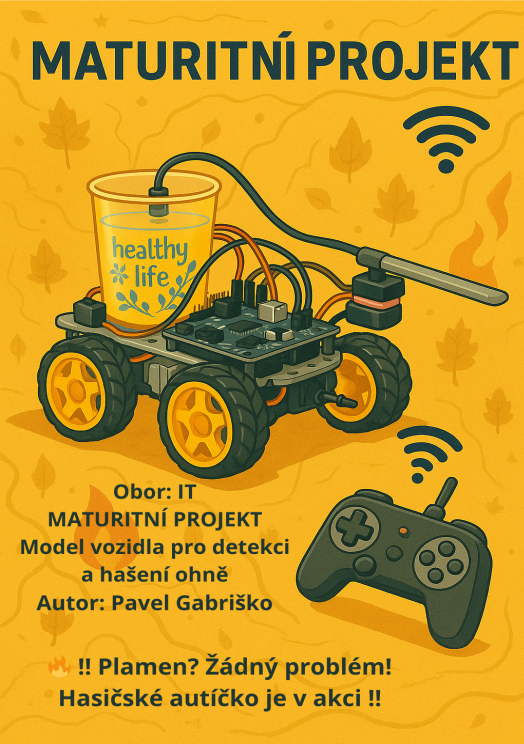 MATURITNÍ PROJEKT
healthy
life
Obor: IT
MATURITNÍ PROJEKT
Model vozidla pro detekci
a hašení ohně
Autor: Pavel Gabriško
🔥 !! Plamen? Žádný problém!
Hasičské autíčko je v akci !!